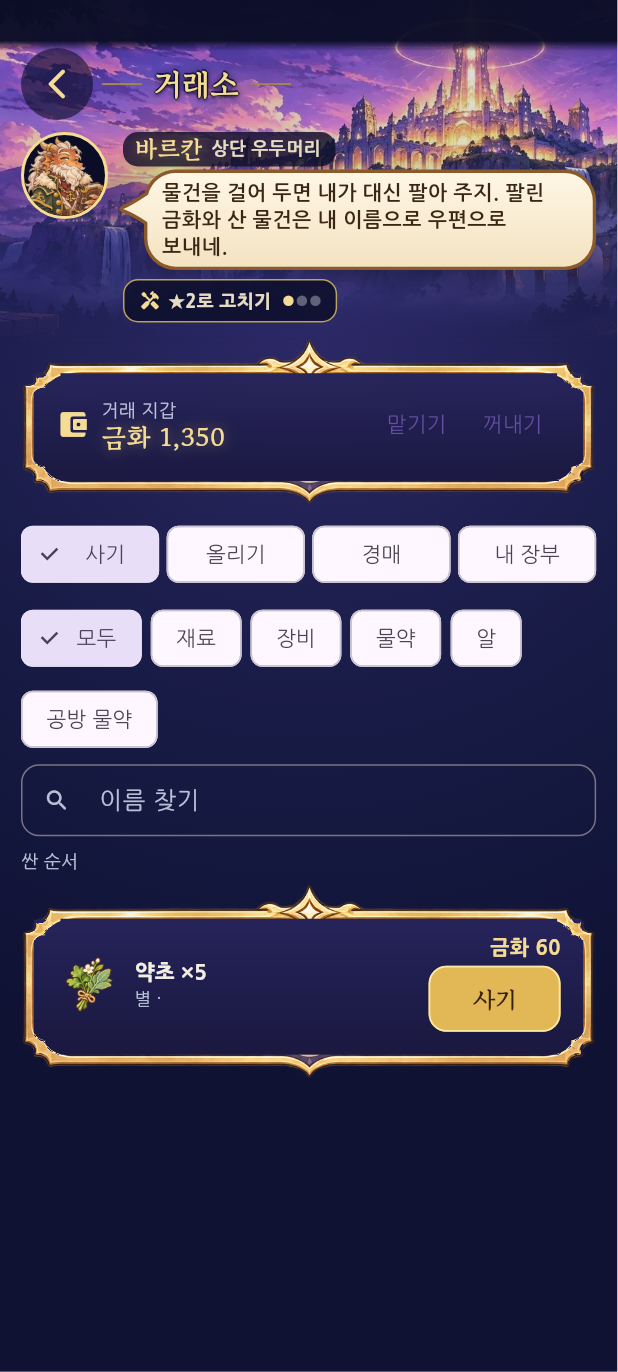 거래소
바르칸 상단 우두머리
물건을 걸어 두면 내가 대신 팔아 주지. 팔린
금화와 산 물건은 내 이름으로 우편으로
보내네.
★2로 고치기
거래 지갑
금화 1,350
맡기기 꺼내기
사기 올리기 경매 내 장부
모두 재료 장비 물약 알
공방 물약
이름 찾기
싼 순서
금화 60
약초 ×5
별 ·
사기